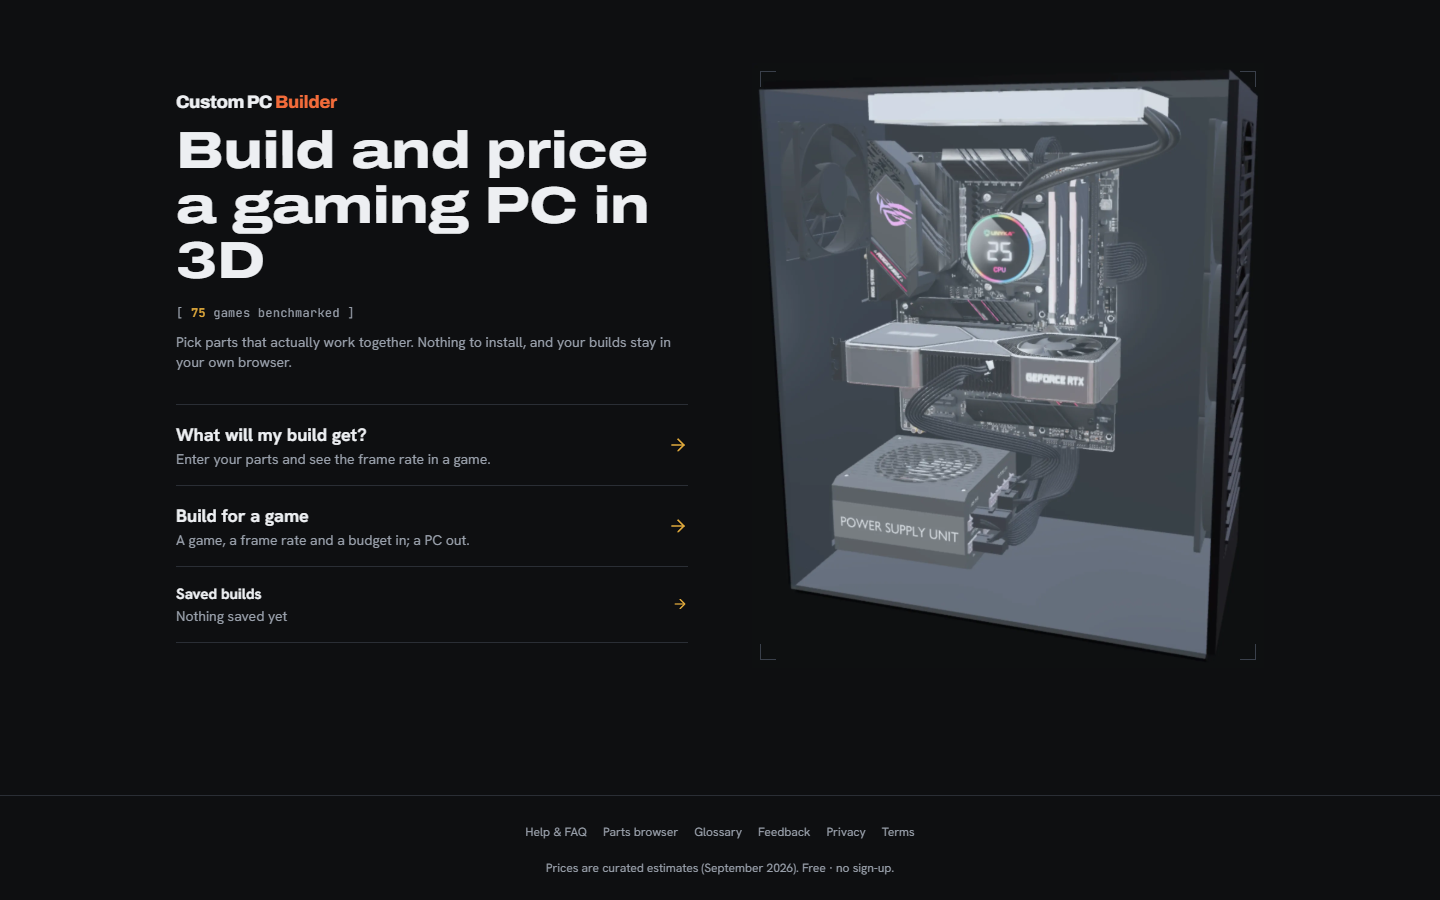 Custom PC Builder
Build and price
a gaming PC in
3D
[ 75 games benchmarked ]
Pick parts that actually work together. Nothing to install, and your builds stay in
your own browser.
What will my build get?
Enter your parts and see the frame rate in a game.
Build for a game
A game, a frame rate and a budget in; a PC out.
Saved builds
Nothing saved yet
25
CPU
GEFORCE RTX
POWER SUPPLY UNIT
Help & FAQ Parts browser Glossary Feedback Privacy Terms
Prices are curated estimates (September 2026). Free · no sign-up.